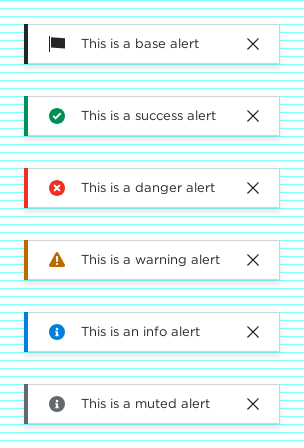 This is a base alert
This is a success alert
This is a danger alert
This is a warning alert
This is an info alert
This is a muted alert